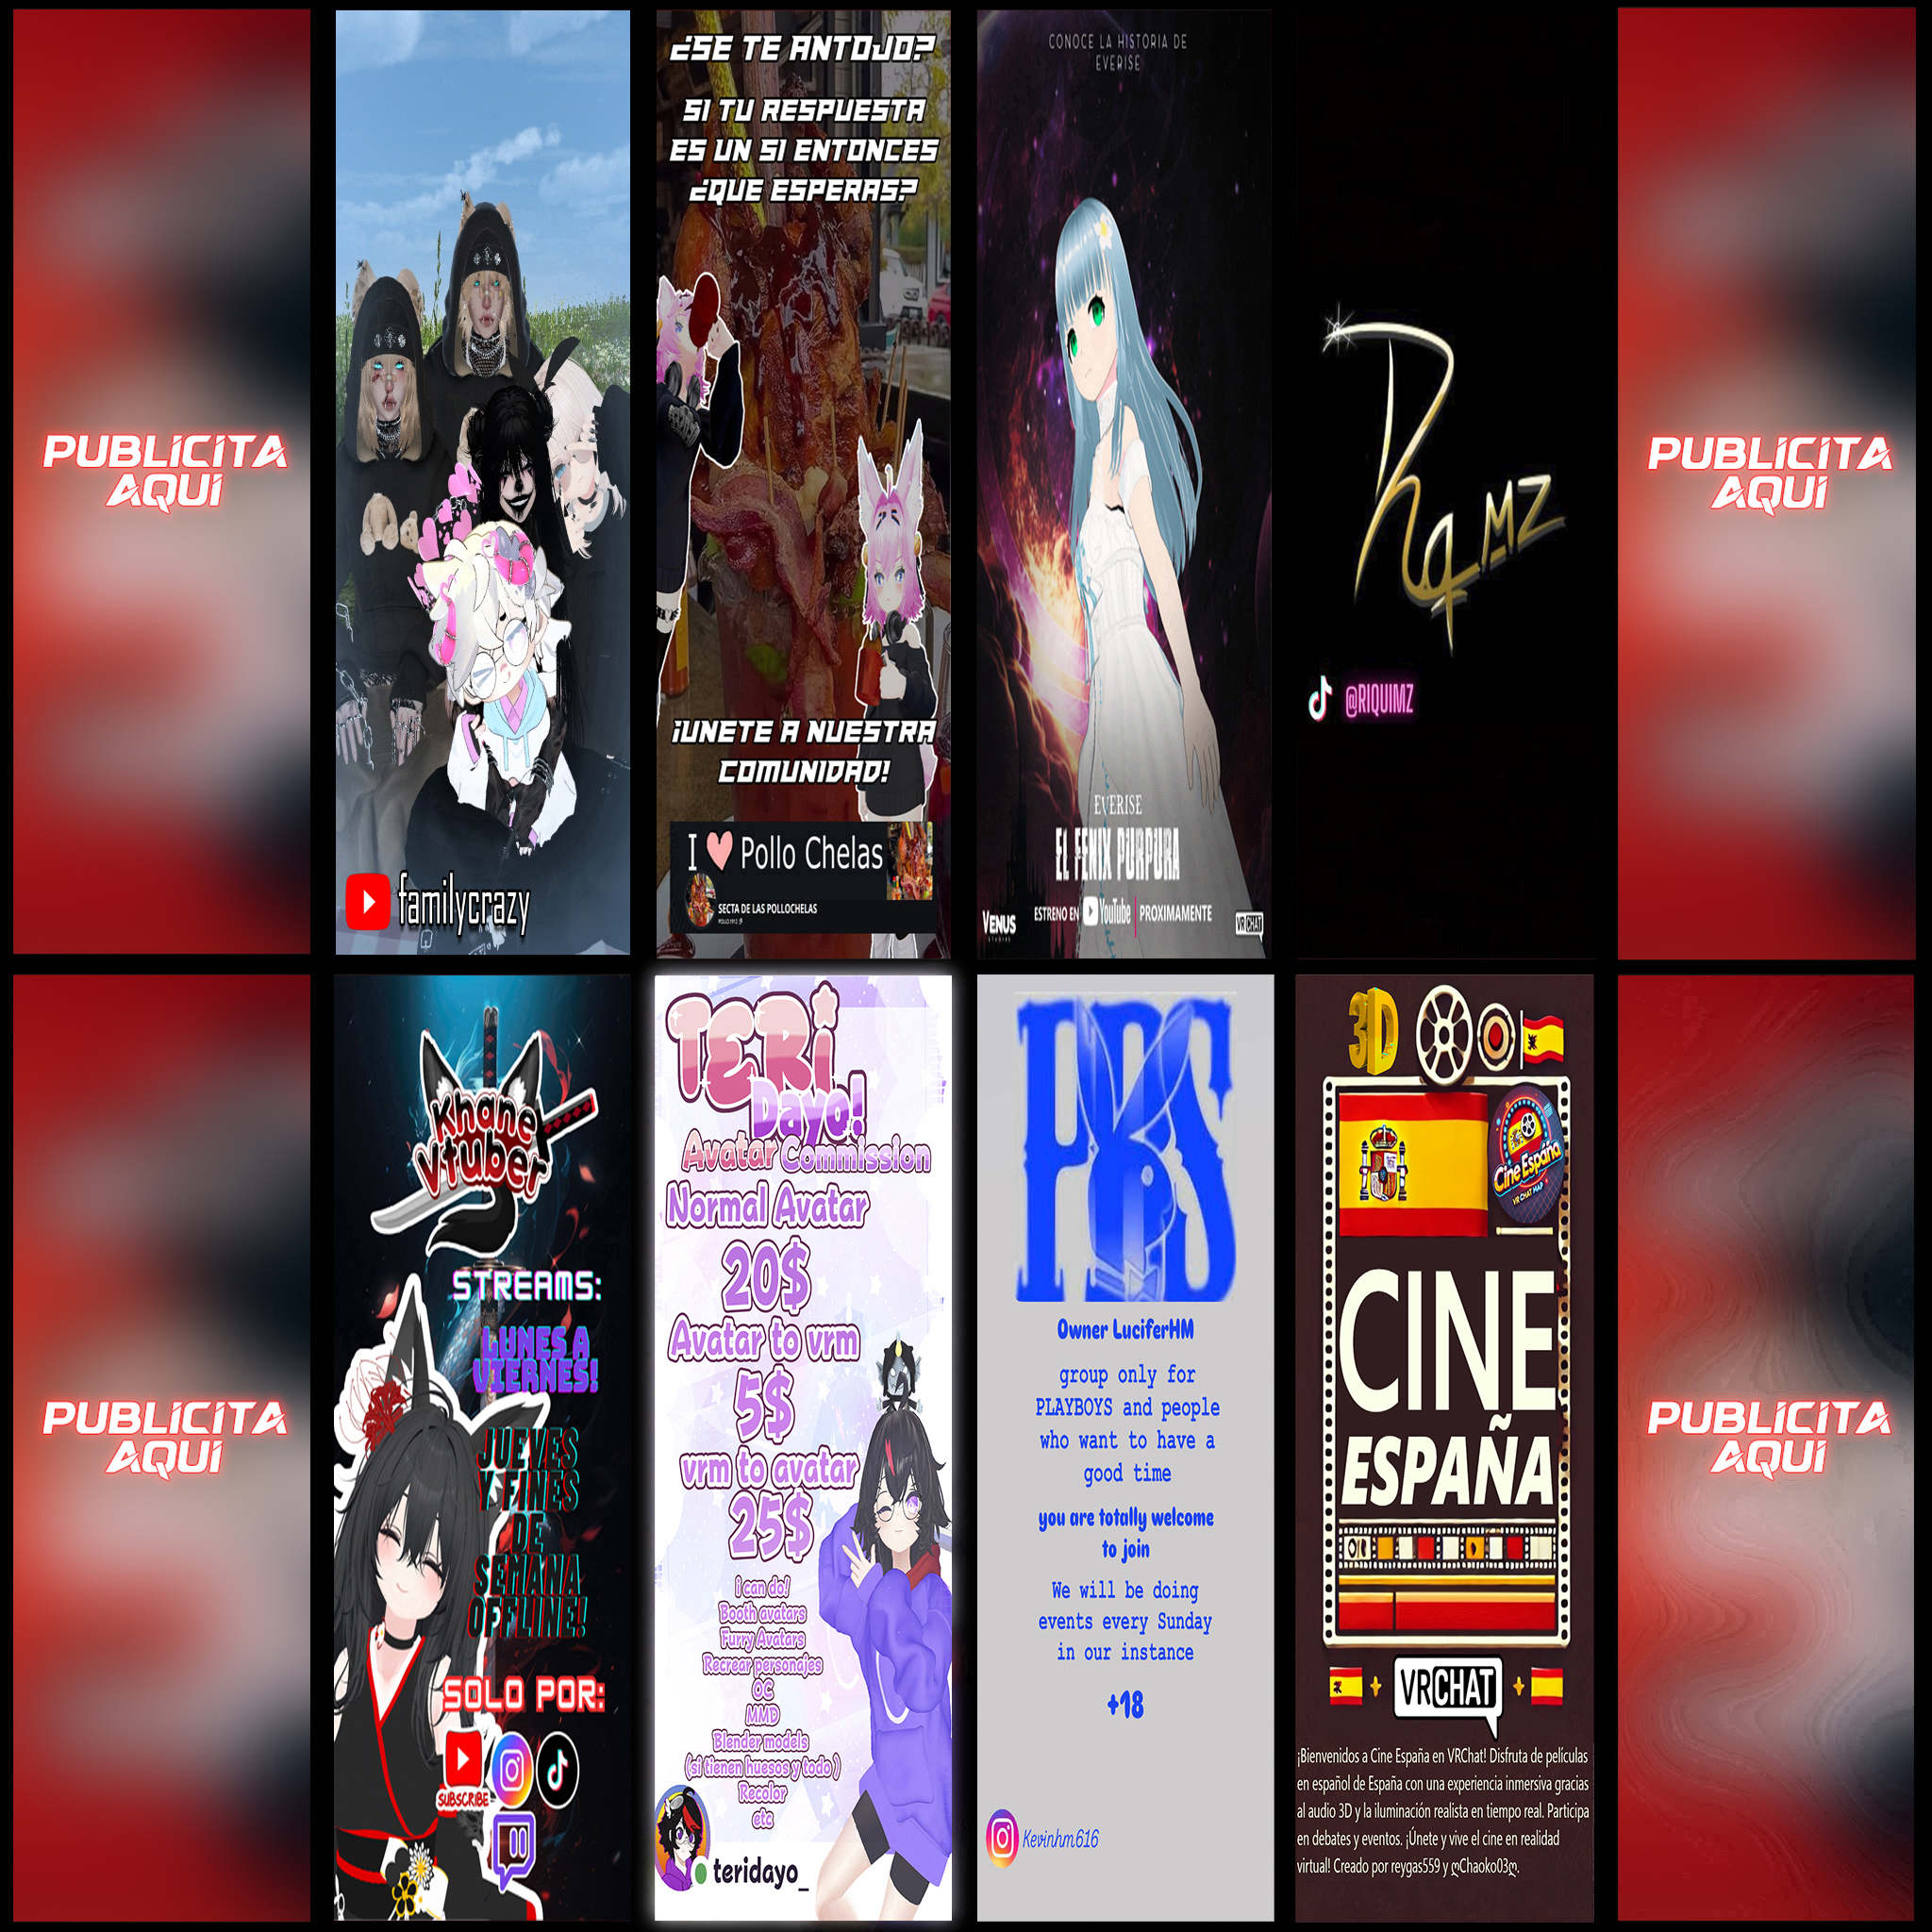 PUBLICITA
AQUI
familycrazy
¿SE TE ANTOJO?
SI TU RESPUESTA
ES UN SI ENTONCES
¿QUE ESPERAS?
¡UNETE A NUESTRA
COMUNIDAD!
I ❤ Pollo Chelas
SECTA DE LAS POLLOCHELAS
CONOCE LA HISTORIA DE
EVERISE
EVERISE
EL FENIX PURPURA
VENUS
STUDIOS
ESTRENO EN YouTube | PROXIMAMENTE
VRCHAT
MZ
@RIQUIMZ
PUBLICITA
AQUI
PUBLICITA
AQUI
Khane
Vtuber
STREAMS:
LUNES A
VIERNES!
JUEVES
Y FINES
DE
SEMANA
OFFLINE!
SOLO POR:
SUBSCRIBE
TERi
Dayo!
Avatar Commission
Normal Avatar
20$
Avatar to vrm
5$
vrm to avatar
25$
i can do!
Booth avatars
Furry Avatars
Recrear personajes
OC
MMD
Blender models
(si tienen huesos y todo )
Recolor
etc
teridayo_
PBS
Owner LuciferHM
group only for
PLAYBOYS and people
who want to have a
good time
you are totally welcome
to join
We will be doing
events every Sunday
in our instance
+18
Kevinhm616
3D
Cine España
VR CHAT MAP
CINE
ESPAÑA
VRCHAT
¡Bienvenidos a Cine España en VRChat! Disfruta de películas
en español de España con una experiencia inmersiva gracias
al audio 3D y la iluminación realista en tiempo real. Participa
en debates y eventos. ¡Únete y vive el cine en realidad
virtual! Creado por reygas559 y ლChaoko03ლ.
PUBLICITA
AQUI